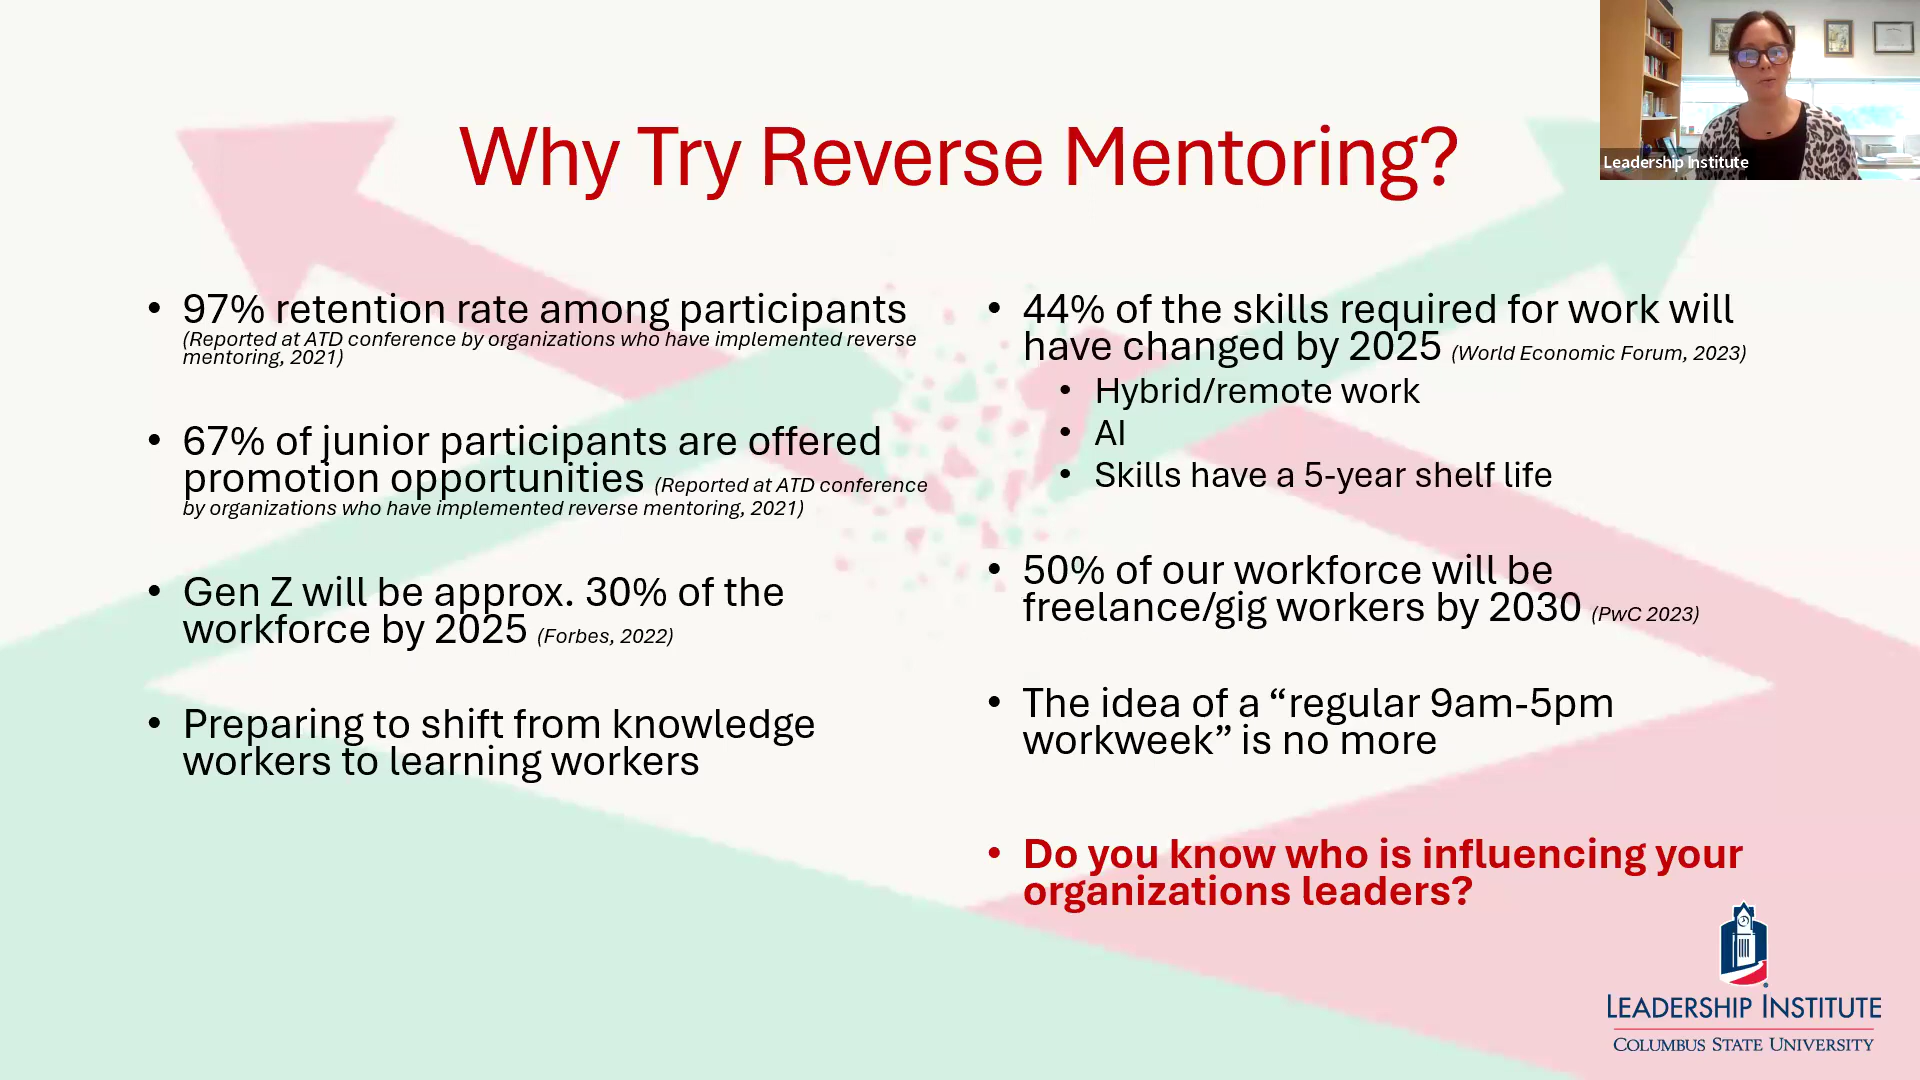 Why Try Reverse Mentoring?
Leadership Institute
• 97% retention rate among participants
(Reported at ATD conference by organizations who have implemented reverse
mentoring, 2021)
• 67% of junior participants are offered
promotion opportunities (Reported at ATD conference
by organizations who have implemented reverse mentoring, 2021)
• Gen Z will be approx. 30% of the
workforce by 2025 (Forbes, 2022)
• Preparing to shift from knowledge
workers to learning workers
• 44% of the skills required for work will
have changed by 2025 (World Economic Forum, 2023)
• Hybrid/remote work
• AI
• Skills have a 5-year shelf life
• 50% of our workforce will be
freelance/gig workers by 2030 (PwC 2023)
• The idea of a “regular 9am-5pm
workweek” is no more
• Do you know who is influencing your
organizations leaders?
LEADERSHIP INSTITUTE
COLUMBUS STATE UNIVERSITY